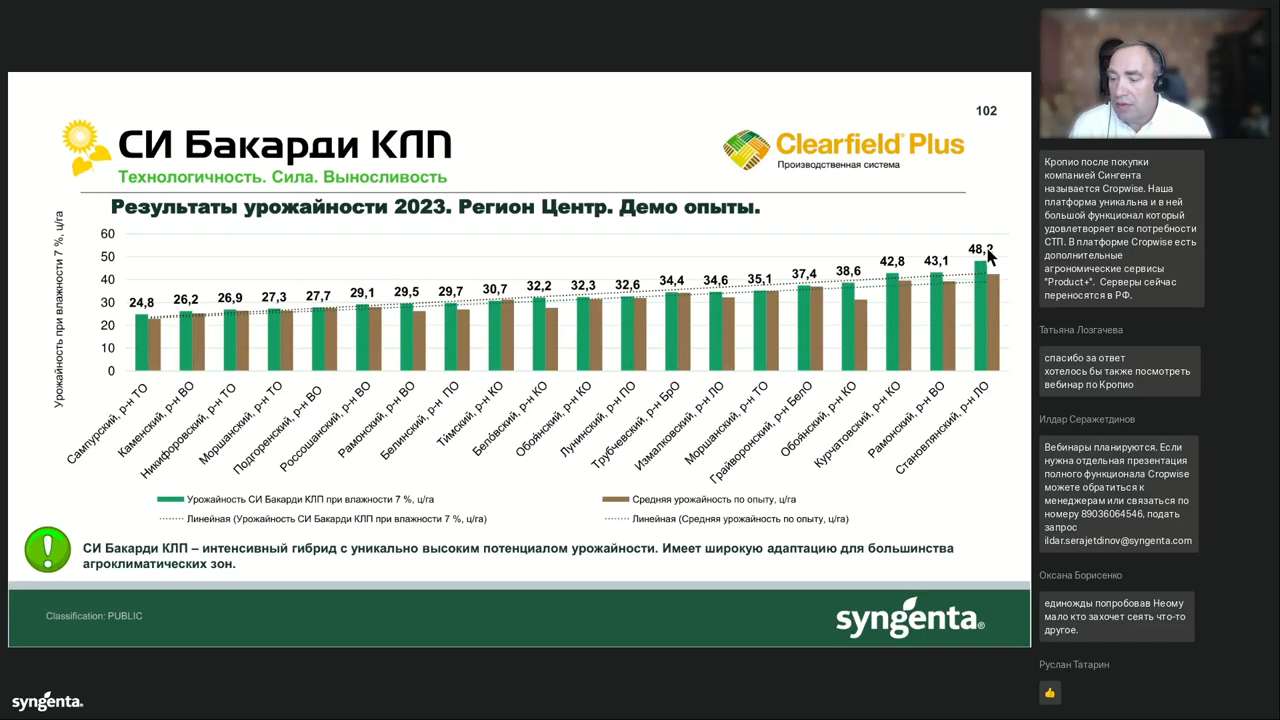 102
СИ Бакарди КЛП
Технологичность. Сила. Выносливость
Clearfield® Plus
Производственная система
Результаты урожайности 2023. Регион Центр. Демо опыты.
Урожайность при влажности 7 %, ц/га
60
50
40
30
20
10
0
24,8
26,2
26,9
27,3
27,7
29,1
29,5
29,7
30,7
32,2
32,3
32,6
34,4
34,6
35,1
37,4
38,6
42,8
43,1
48,2
Сампурский, р-н ТО
Каменский, р-н ВО
Никифоровский, р-н ТО
Моршанский, р-н ТО
Подгоренский, р-н ВО
Россошанский, р-н ВО
Рамонский, р-н ВО
Белинский, р-н ПО
Тимский, р-н КО
Беловский, р-н КО
Обоянский, р-н КО
Лунинский, р-н ПО
Трубчевский, р-н БрО
Измалковский, р-н ЛО
Моршанский, р-н ТО
Грайворонский, р-н БелО
Обоянский, р-н КО
Курчатовский, р-н КО
Рамонский, р-н ВО
Становлянский, р-н ЛО
Урожайность СИ Бакарди КЛП при влажности 7 %, ц/га
Средняя урожайность по опыту, ц/га
Линейная (Урожайность СИ Бакарди КЛП при влажности 7 %, ц/га)
Линейная (Средняя урожайность по опыту, ц/га)
СИ Бакарди КЛП – интенсивный гибрид с уникально высоким потенциалом урожайности. Имеет широкую адаптацию для большинства
агроклиматических зон.
Classification: PUBLIC
syngenta®
syngenta.
Кропио после покупки
компанией Сингента
называется Cropwise. Наша
платформа уникальна и в ней
большой функционал который
удовлетворяет все потребности
СТП. В платформе Cropwise есть
дополнительные
агрономические сервисы
"Product+". Серверы сейчас
переносятся в РФ.
Татьяна Лозгачева
спасибо за ответ
хотелось бы также посмотреть
вебинар по Кропио
Илдар Серажетдинов
Вебинары планируются. Если
нужна отдельная презентация
полного функционала Cropwise
можете обратиться к
менеджерам или связаться по
номеру 89036064546, подать
запрос
ildar.serajetdinov@syngenta.com
Оксана Борисенко
единожды попробовав Неому
мало кто захочет сеять что-то
другое.
Руслан Татарин